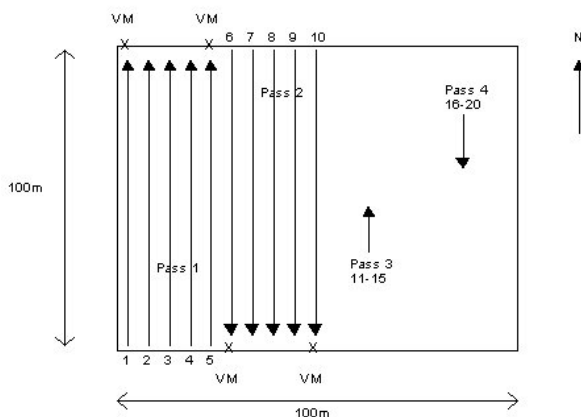 VM VM
6 7 8 9 10
N
X X
Pass 2
Pass 4
16-20
100m
Pass 1
Pass 3
11-15
1 2 3 4 5
X X
VM VM
100m